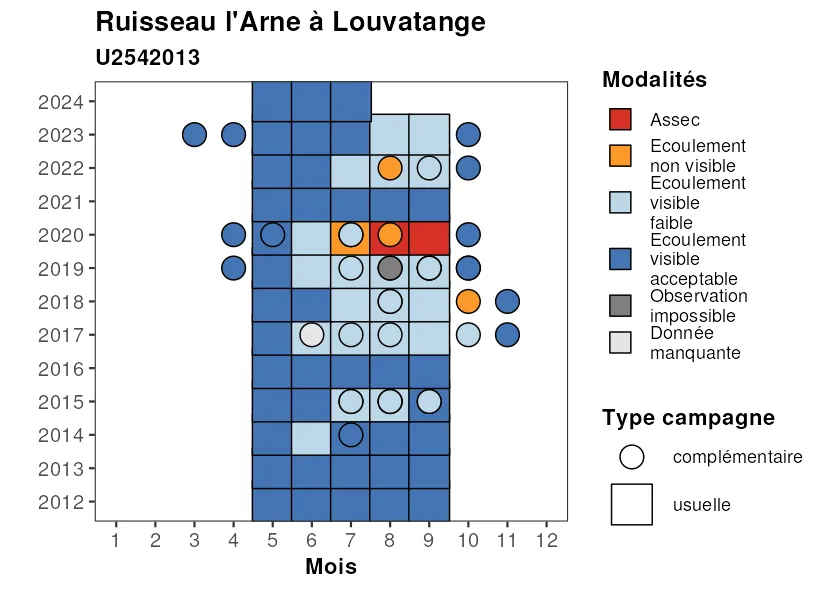 Ruisseau l'Arne à Louvatange
U2542013
2024
2023
2022
2021
2020
2019
2018
2017
2016
2015
2014
2013
2012
1 2 3 4 5 6 7 8 9 10 11 12
Mois
Modalités
Assec
Ecoulement
non visible
Ecoulement
visible
faible
Ecoulement
visible
acceptable
Observation
impossible
Donnée
manquante
Type campagne
complémentaire
usuelle